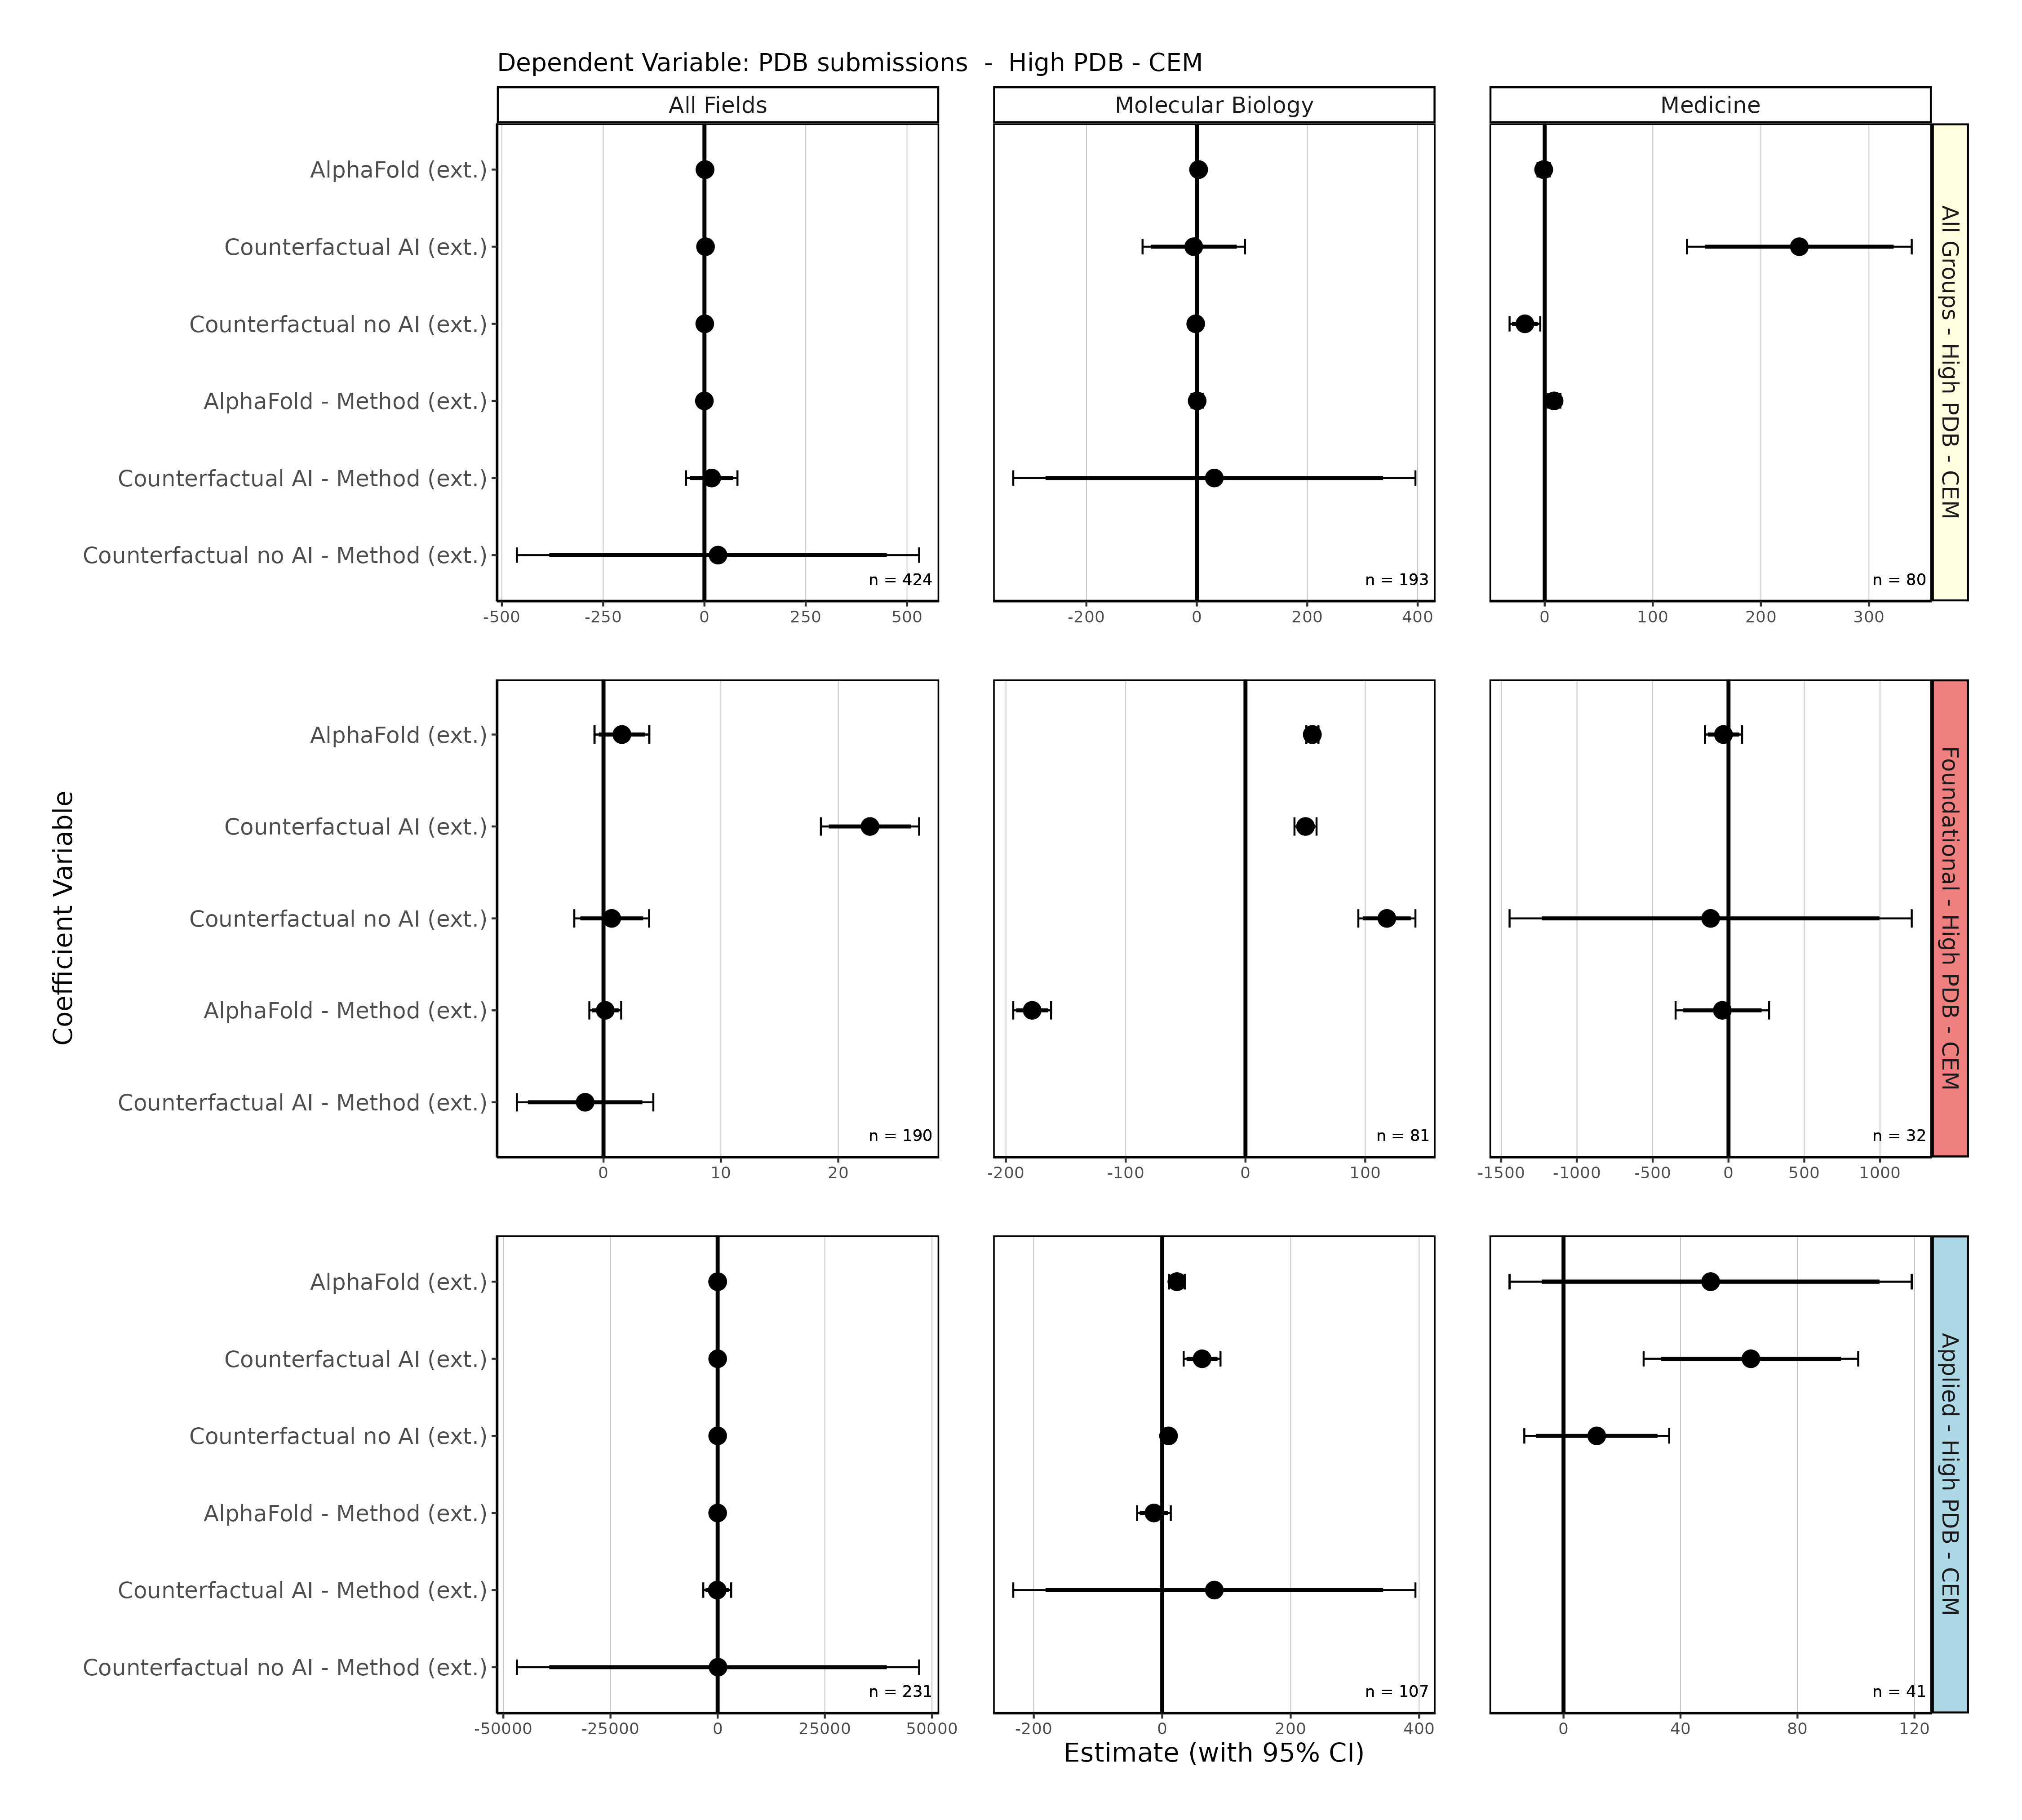 Dependent Variable: PDB submissions - High PDB - CEM
All Fields
Molecular Biology
Medicine
AlphaFold (ext.)
Counterfactual AI (ext.)
Counterfactual no AI (ext.)
AlphaFold - Method (ext.)
Counterfactual AI - Method (ext.)
Counterfactual no AI - Method (ext.)
n = 424
n = 193
n = 80
-500 -250 0 250 500
-200 0 200 400
0 100 200 300
All Groups - High PDB - CEM
Coefficient Variable
AlphaFold (ext.)
Counterfactual AI (ext.)
Counterfactual no AI (ext.)
AlphaFold - Method (ext.)
Counterfactual AI - Method (ext.)
n = 190
n = 81
n = 32
0 10 20
-200 -100 0 100
-1500 -1000 -500 0 500 1000
Foundational - High PDB - CEM
AlphaFold (ext.)
Counterfactual AI (ext.)
Counterfactual no AI (ext.)
AlphaFold - Method (ext.)
Counterfactual AI - Method (ext.)
Counterfactual no AI - Method (ext.)
n = 231
n = 107
n = 41
-50000 -25000 0 25000 50000
-200 0 200 400
0 40 80 120
Applied - High PDB - CEM
Estimate (with 95% CI)